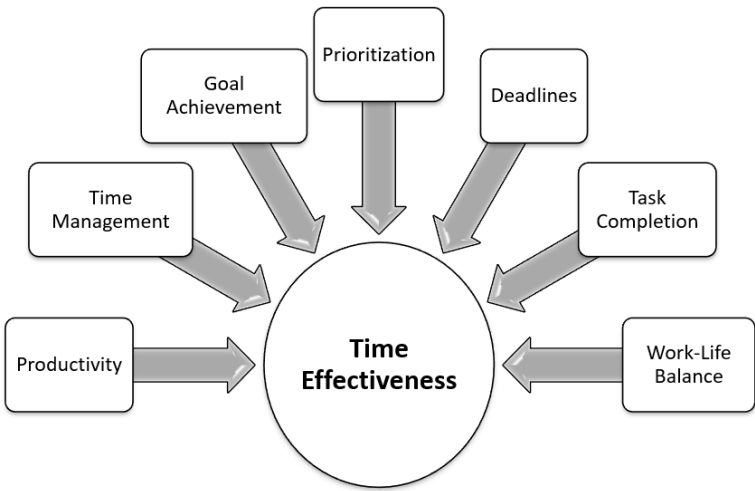 Prioritization
Goal
Achievement
Deadlines
Time
Management
Task
Completion
Productivity
Time
Effectiveness
Work-Life
Balance